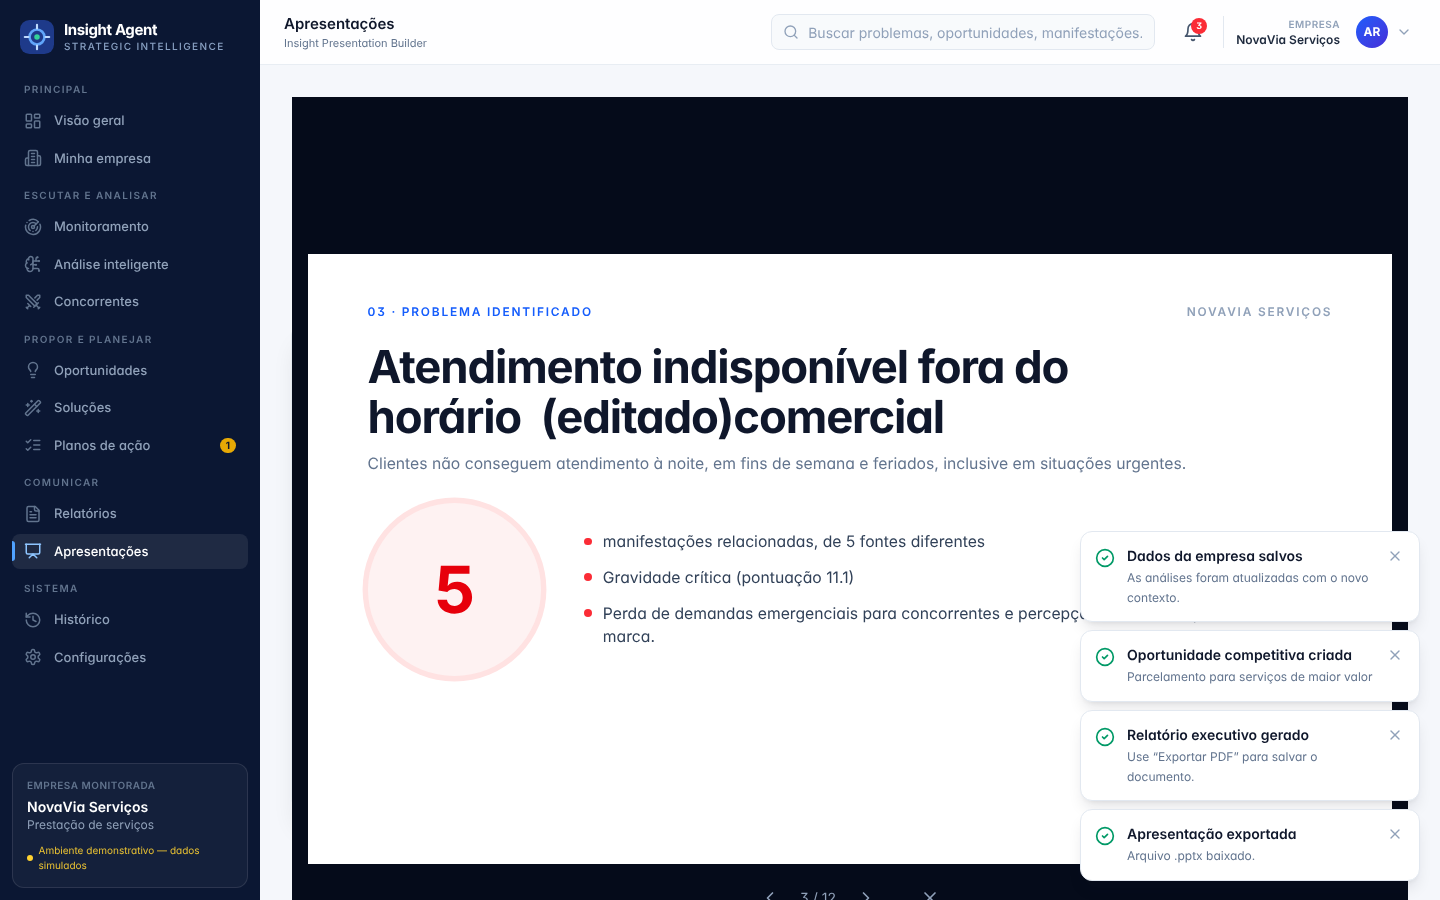 Insight Agent
STRATEGIC INTELLIGENCE
PRINCIPAL
Visão geral
Minha empresa
ESCUTAR E ANALISAR
Monitoramento
Análise inteligente
Concorrentes
PROPOR E PLANEJAR
Oportunidades
Soluções
Planos de ação
1
COMUNICAR
Relatórios
Apresentações
SISTEMA
Histórico
Configurações
EMPRESA MONITORADA
NovaVia Serviços
Prestação de serviços
Ambiente demonstrativo — dados
simulados
Apresentações
Insight Presentation Builder
Buscar problemas, oportunidades, manifestações.
3
EMPRESA
NovaVia Serviços
AR
03 · PROBLEMA IDENTIFICADO
NOVAVIA SERVIÇOS
Atendimento indisponível fora do
horário  (editado)comercial
Clientes não conseguem atendimento à noite, em fins de semana e feriados, inclusive em situações urgentes.
5
manifestações relacionadas, de 5 fontes diferentes
Gravidade crítica (pontuação 11.1)
Perda de demandas emergenciais para concorrentes e
marca.
3 / 12
Dados da empresa salvos
As análises foram atualizadas com o novo
contexto.
Oportunidade competitiva criada
Parcelamento para serviços de maior valor
Relatório executivo gerado
Use “Exportar PDF” para salvar o
documento.
Apresentação exportada
Arquivo .pptx baixado.